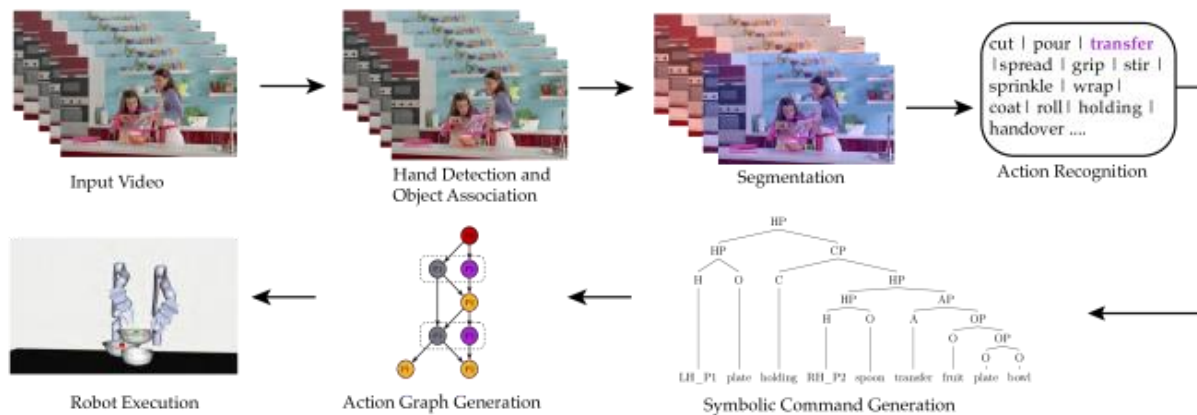 cut | pour | transfer
|spread | grip | stir |
sprinkle | wrap|
coat| roll| holding |
handover ....
Input Video
Hand Detection and
Object Association
Segmentation
Action Recognition
HP
HP CP
H O C HP
HP AP
H O A OP
O OP
O O
LH_P1 plate holding RH_P2 spoon transfer fruit plate bowl
Robot Execution
Action Graph Generation
Symbolic Command Generation